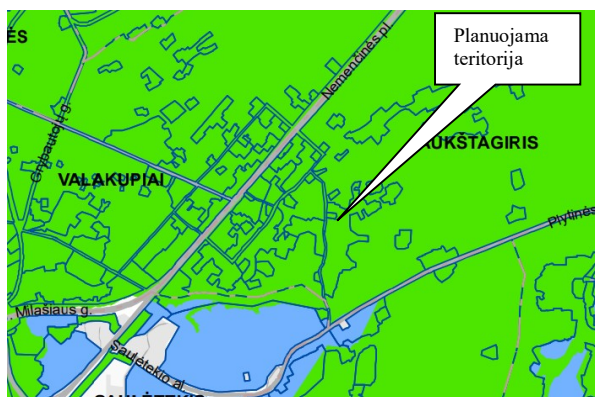 Planuojama
teritorija
ĖS
Nemenčinės pl.
AUKŠTAGIRIS
VALAKUPIAI
Plytinės
Milašiaus g.
Saulėtekio al.